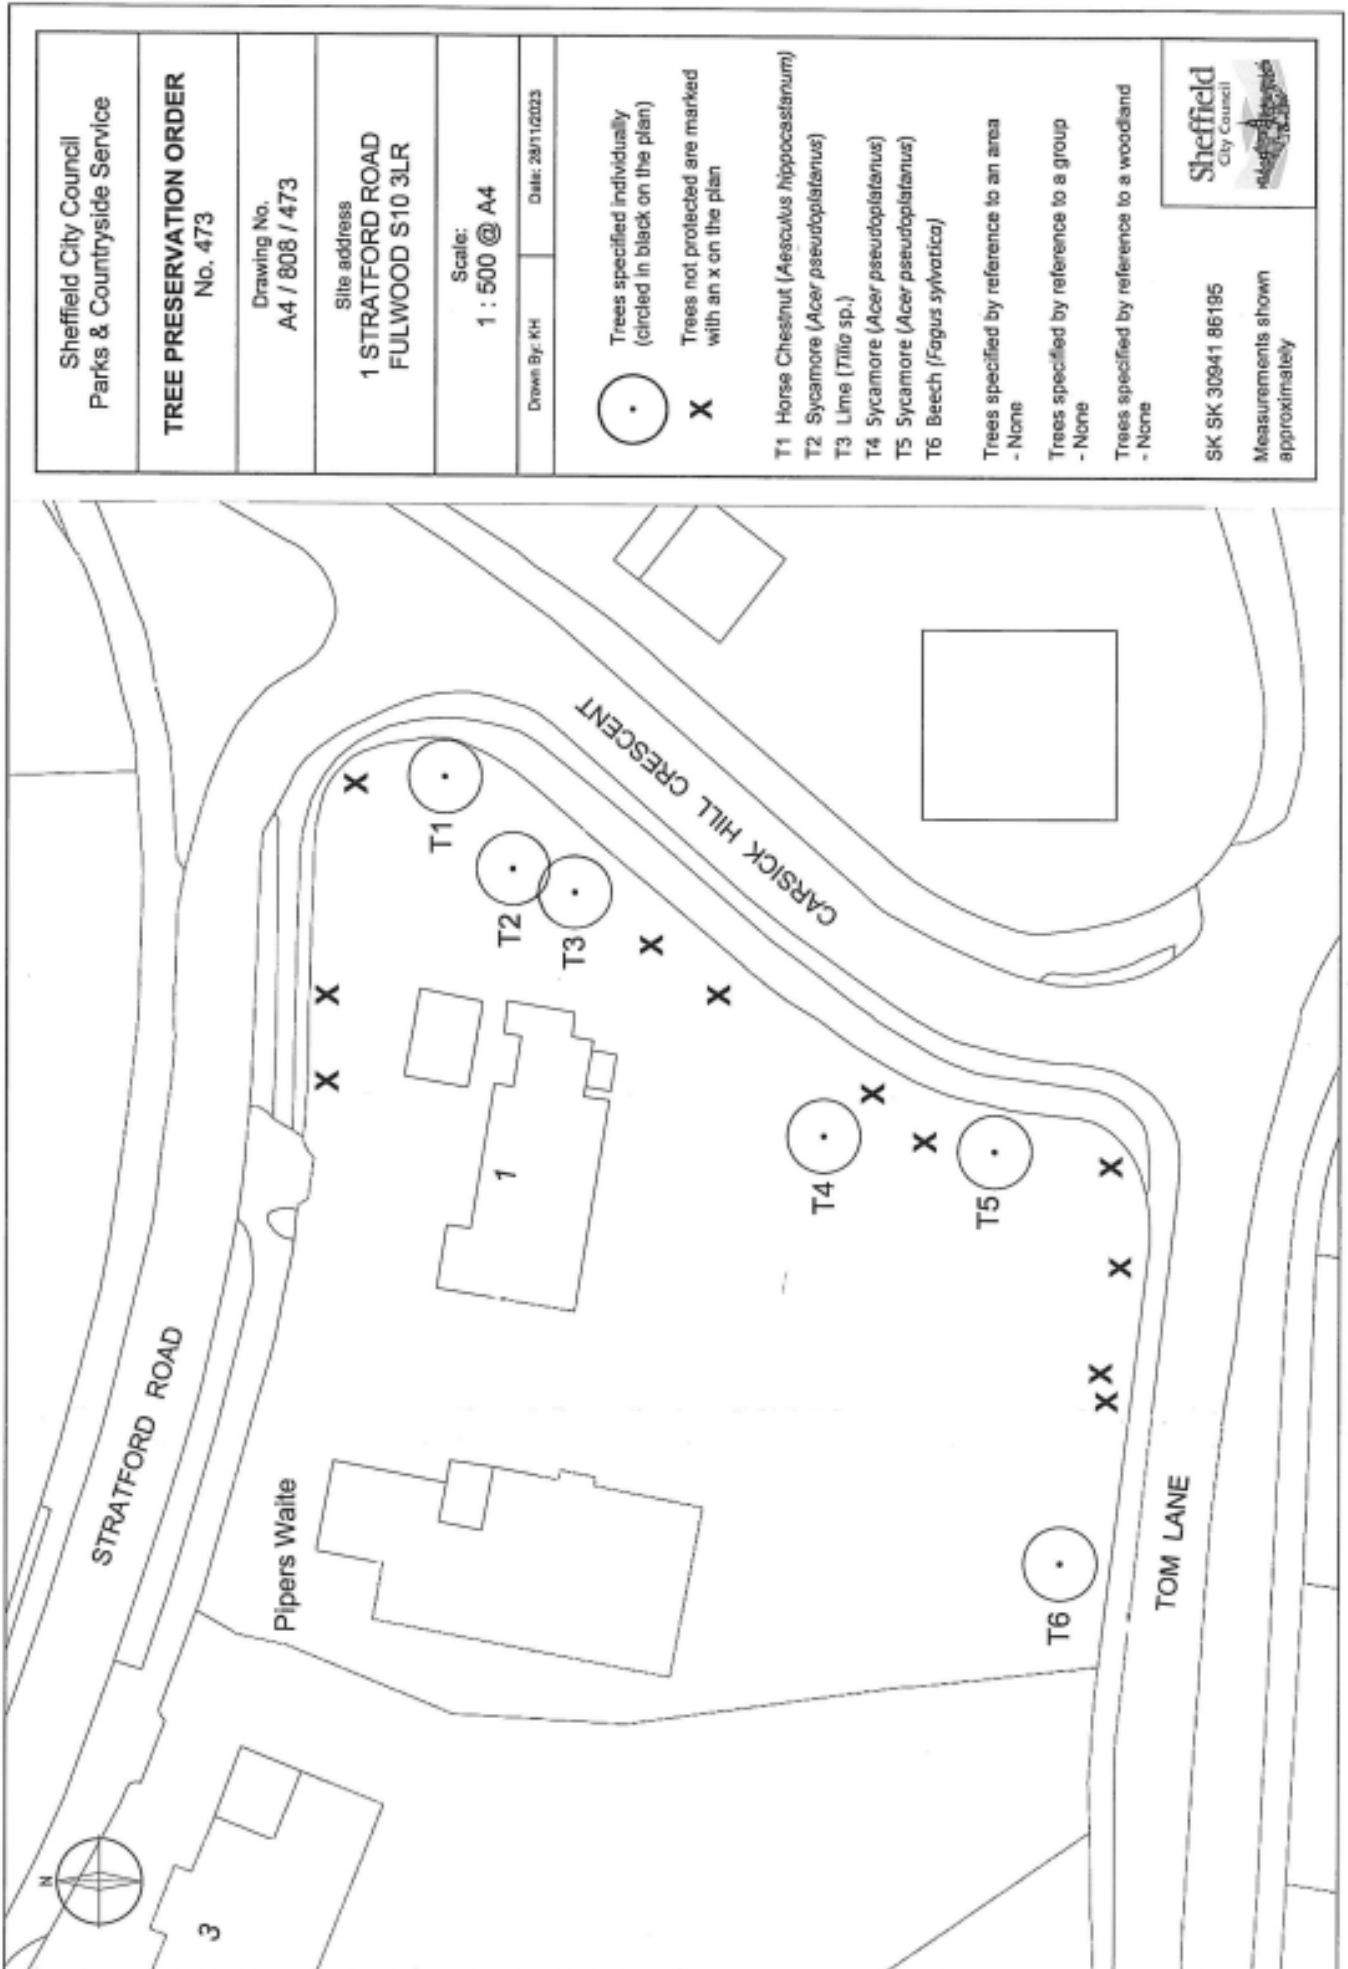 Sheffield City Council
Parks & Countryside Service
TREE PRESERVATION ORDER
No. 473
Drawing No.
A4 / 808 / 473
Site address
1 STRATFORD ROAD
FULWOOD S10 3LR
Scale:
1 : 500 @ A4
Drawn By: KH
Date: 28/11/2023
Trees specified individually
(circled in black on the plan)
X
Trees not protected are marked
with an x on the plan
T1 Horse Chestnut (Aesculus hippocastanum)
T2 Sycamore (Acer pseudoplatanus)
T3 Lime (Tilia sp.)
T4 Sycamore (Acer pseudoplatanus)
T5 Sycamore (Acer pseudoplatanus)
T6 Beech (Fagus sylvatica)
Trees specified by reference to an area
- None
Trees specified by reference to a group
- None
Trees specified by reference to a woodland
- None
SK SK 30941 86195
Measurements shown
approximately
Sheffield
City Council
N
3
STRATFORD ROAD
Pipers Waite
1
X
X
X
T1
T2
T3
X
X
CARSICK HILL CRESCENT
T4
X
X
T5
X
X
X X
T6
TOM LANE